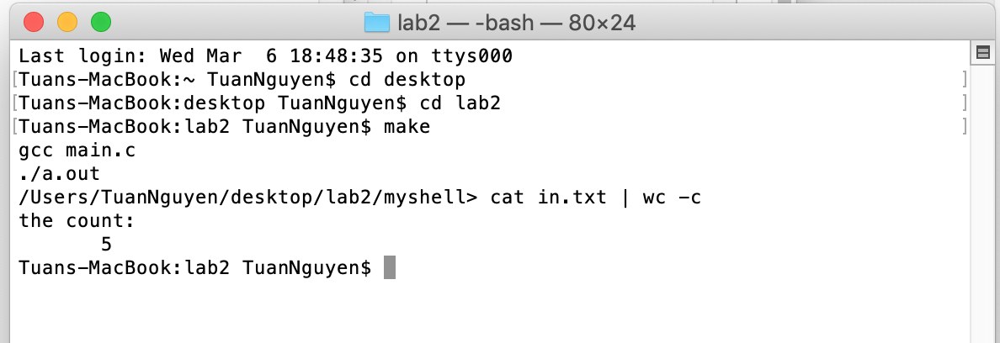 lab2 — -bash — 80×24
Last login: Wed Mar  6 18:48:35 on ttys000
[Tuans-MacBook:~ TuanNguyen$ cd desktop ]
[Tuans-MacBook:desktop TuanNguyen$ cd lab2 ]
[Tuans-MacBook:lab2 TuanNguyen$ make ]
gcc main.c
./a.out
/Users/TuanNguyen/desktop/lab2/myshell> cat in.txt | wc -c
the count:
       5
Tuans-MacBook:lab2 TuanNguyen$